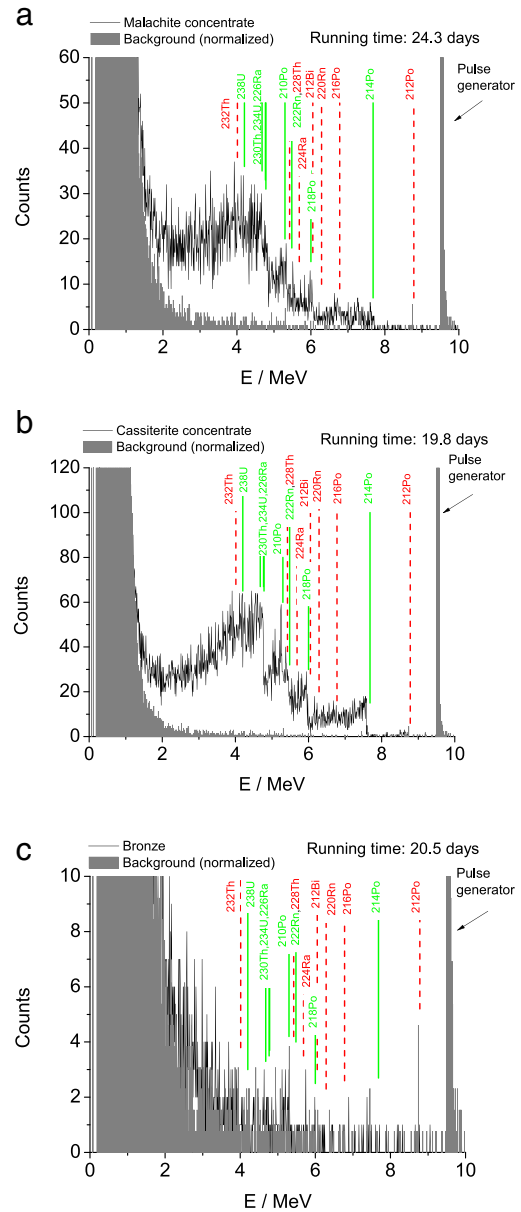 a
Malachite concentrate
Background (normalized)
Running time: 24.3 days
60
50
40
30
20
10
0
Counts
232Th
238U
230Th,234U,226Ra
210Po
222Rn,228Th
224Ra
212Bi
218Po
220Rn
216Po
214Po
212Po
Pulse
generator
0 2 4 6 8 10
E / MeV
b
Cassiterite concentrate
Background (normalized)
Running time: 19.8 days
120
100
80
60
40
20
0
Counts
232Th
238U
230Th,234U,226Ra
210Po
222Rn,228Th
224Ra
212Bi
218Po
220Rn
216Po
214Po
212Po
Pulse
generator
0 2 4 6 8 10
E / MeV
c
Bronze
Background (normalized)
Running time: 20.5 days
10
8
6
4
2
0
Counts
232Th
238U
230Th,234U,226Ra
210Po
222Rn,228Th
224Ra
212Bi
218Po
220Rn
216Po
214Po
212Po
Pulse
generator
0 2 4 6 8 10
E / MeV